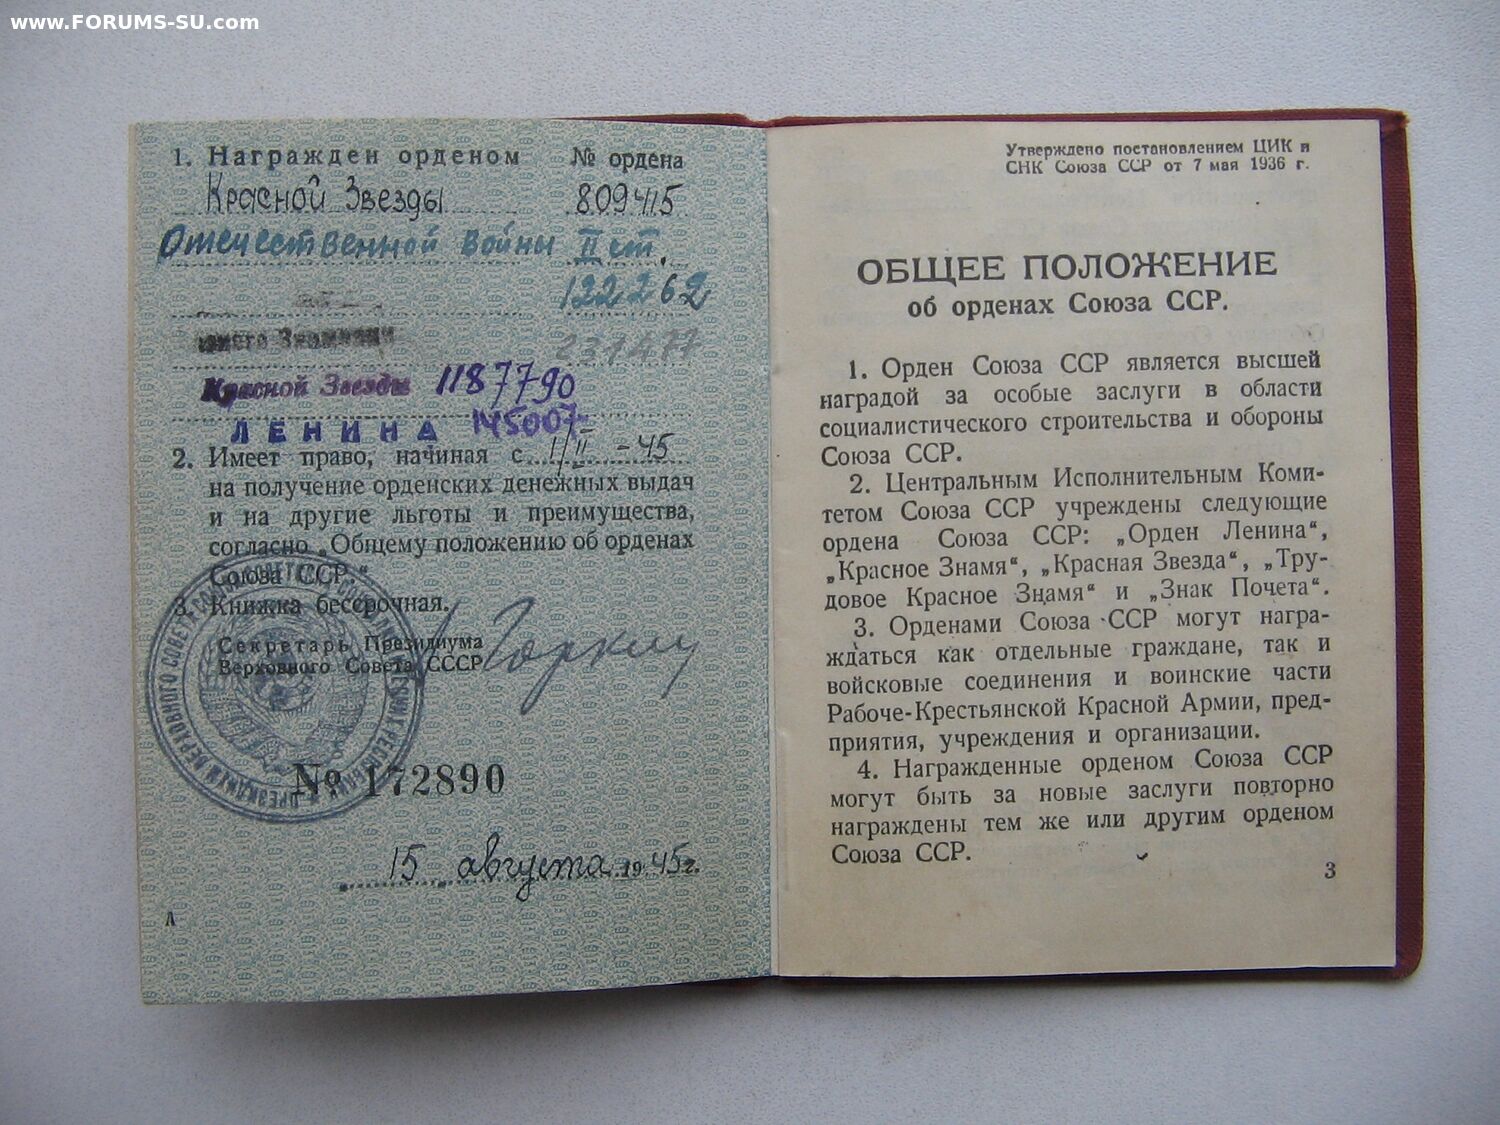 www.FORUMS-SU.com
1. Награжден орденом № ордена
Красной Звезды 809415
Отечественной войны II ст.
122262
Знамени 237477
Красной Звезды 1187790
ЛЕНИНА 145007
2. Имеет право, начиная с 1/II -45
на получение орденских денежных выдач
и на другие льготы и преимущества,
согласно „Общему положению об орденах
Союза ССР."
3. Книжка бессрочная.
Секретарь Президиума
Верховного Совета СССР
№ 172890
15 августа 1945г.
Л
Утверждено постановлением ЦИК и
СНК Союза ССР от 7 мая 1936 г.
ОБЩЕЕ ПОЛОЖЕНИЕ
об орденах Союза ССР.
1. Орден Союза ССР является высшей
наградой за особые заслуги в области
социалистического строительства и обороны
Союза ССР.
2. Центральным Исполнительным Коми-
тетом Союза ССР учреждены следующие
ордена Союза ССР: „Орден Ленина“,
„Красное Знамя“, „Красная Звезда“, „Тру-
довое Красное Знамя“ и „Знак Почета“.
3. Орденами Союза ССР могут награ-
ждаться как отдельные граждане, так и
войсковые соединения и воинские части
Рабоче-Крестьянской Красной Армии, пред-
приятия, учреждения и организации.
4. Награжденные орденом Союза ССР
могут быть за новые заслуги повторно
награждены тем же или другим орденом
Союза ССР.
3